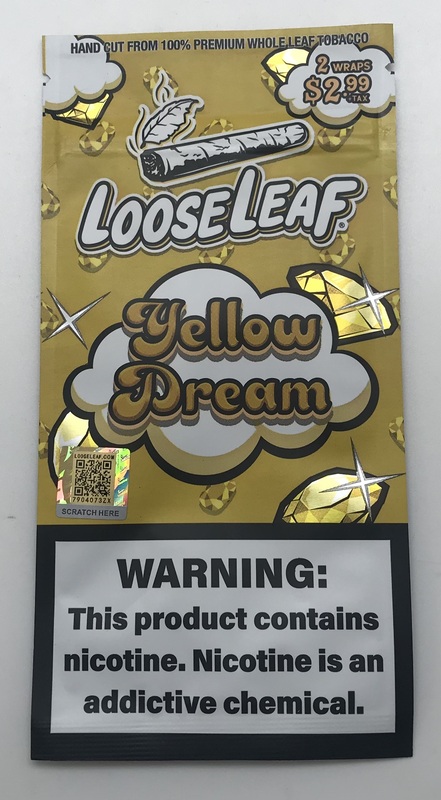 HAND CUT FROM 100% PREMIUM WHOLE LEAF TOBACCO
2 WRAPS
$2.99
+TAX
LOOSELEAF®
Yellow
Dream
LOOSELEAF.COM
7904073ZX
SCRATCH HERE
WARNING:
This product contains
nicotine. Nicotine is an
addictive chemical.